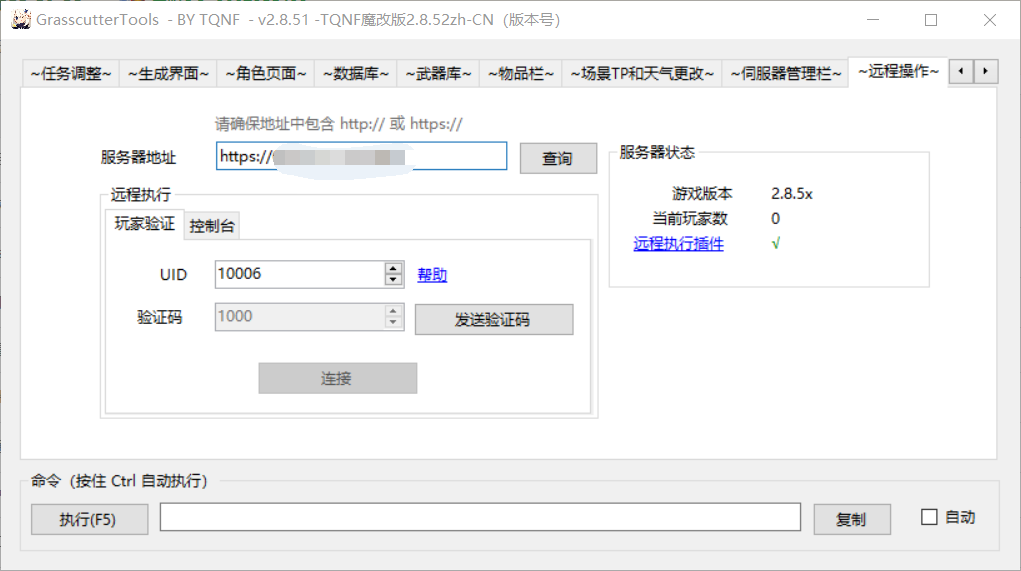 GrasscutterTools - BY TQNF - v2.8.51 -TQNF魔改版2.8.52zh-CN（版本号）
~任务调整~ ~生成界面~ ~角色页面~ ~数据库~ ~武器库~ ~物品栏~ ~场景TP和天气更改~ ~伺服器管理栏~ ~远程操作~
请确保地址中包含 http:// 或 https://
服务器地址 https:// 查询
服务器状态
游戏版本 2.8.5x
当前玩家数 0
远程执行插件 √
远程执行
玩家验证 控制台
UID 10006 帮助
验证码 1000 发送验证码
连接
命令（按住 Ctrl 自动执行）
执行(F5) 复制 自动